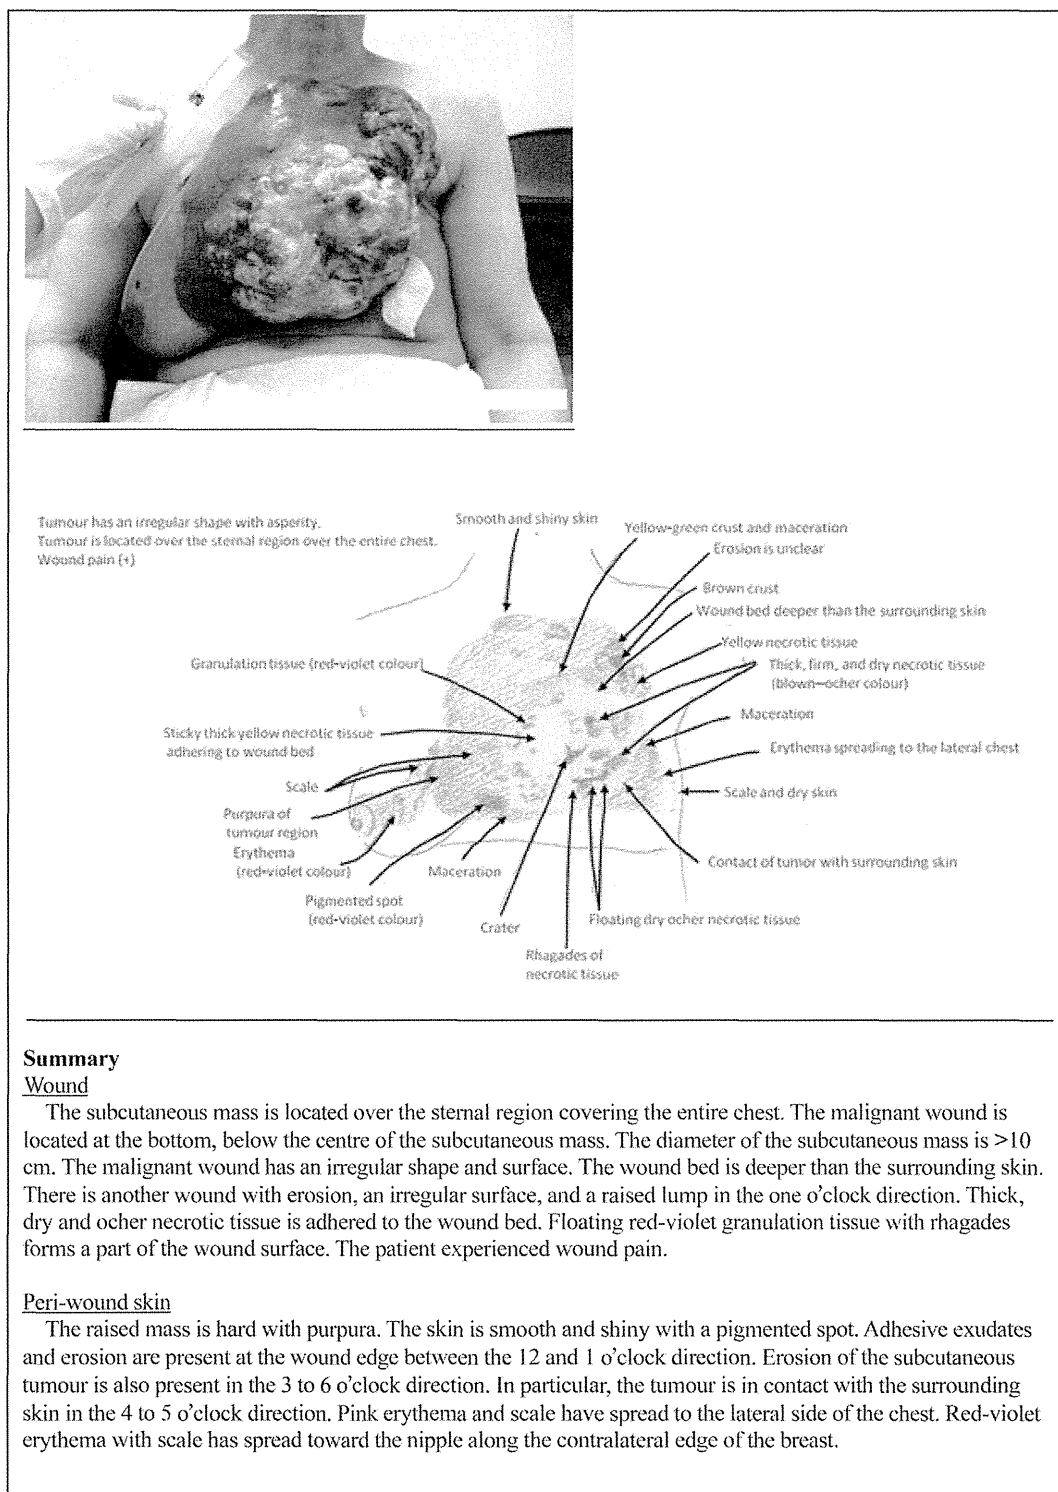 Tumour has an irregular shape with asperity.
Tumour is located over the sternal region over the entire chest.
Wound pain (+)
Smooth and shiny skin
Yellow-green crust and maceration
Erosion is unclear
Brown crust
Wound bed deeper than the surrounding skin
Yellow necrotic tissue
Granulation tissue (red-violet colour)
Thick, firm, and dry necrotic tissue
(blown–ocher colour)
Maceration
Sticky thick yellow necrotic tissue
adhering to wound bed
Erythema spreading to the lateral chest
Scale
Scale and dry skin
Purpura of
tumour region
Erythema
(red-violet colour)
Maceration
Contact of tumor with surrounding skin
Pigmented spot
(red-violet colour)
Crater
Floating dry ocher necrotic tissue
Rhagades of
necrotic tissue
Summary
Wound
The subcutaneous mass is located over the sternal region covering the entire chest. The malignant wound is
located at the bottom, below the centre of the subcutaneous mass. The diameter of the subcutaneous mass is >10
cm. The malignant wound has an irregular shape and surface. The wound bed is deeper than the surrounding skin.
There is another wound with erosion, an irregular surface, and a raised lump in the one o'clock direction. Thick,
dry and ocher necrotic tissue is adhered to the wound bed. Floating red-violet granulation tissue with rhagades
forms a part of the wound surface. The patient experienced wound pain.
Peri-wound skin
The raised mass is hard with purpura. The skin is smooth and shiny with a pigmented spot. Adhesive exudates
and erosion are present at the wound edge between the 12 and 1 o'clock direction. Erosion of the subcutaneous
tumour is also present in the 3 to 6 o'clock direction. In particular, the tumour is in contact with the surrounding
skin in the 4 to 5 o'clock direction. Pink erythema and scale have spread to the lateral side of the chest. Red-violet
erythema with scale has spread toward the nipple along the contralateral edge of the breast.